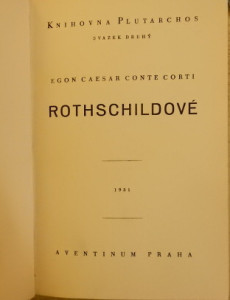 KNIHOVNA PLUTARCHOS
SVAZEK DRUHÝ
EGON CAESAR CONTE CORTI
ROTHSCHILDOVÉ
1931
AVENTINUM PRAHA